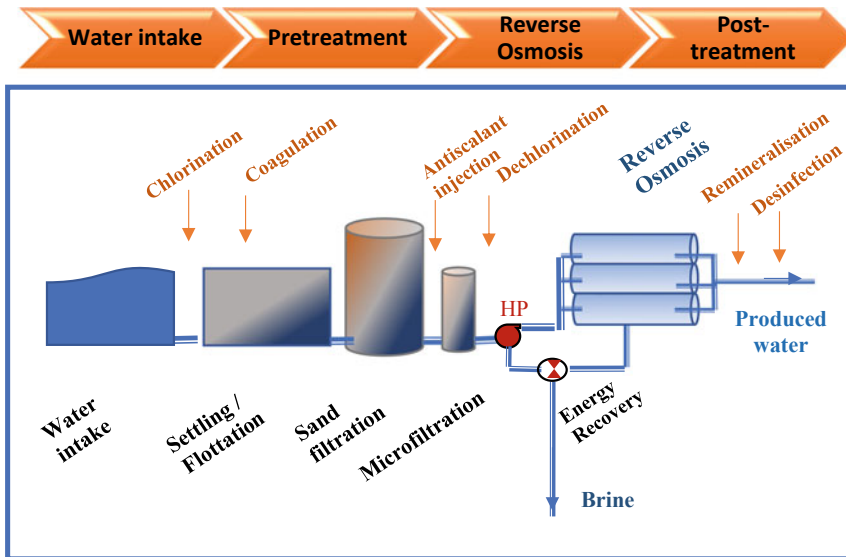 Water intake
Pretreatment
Reverse
Osmosis
Post-
treatment
Chlorination
Coagulation
Antiscalant
injection
Dechlorination
Reverse
Osmosis
Remineralisation
Desinfection
HP
Produced
water
Water
intake
Settling /
Flottation
Sand
filtration
Microfiltration
Energy
Recovery
Brine